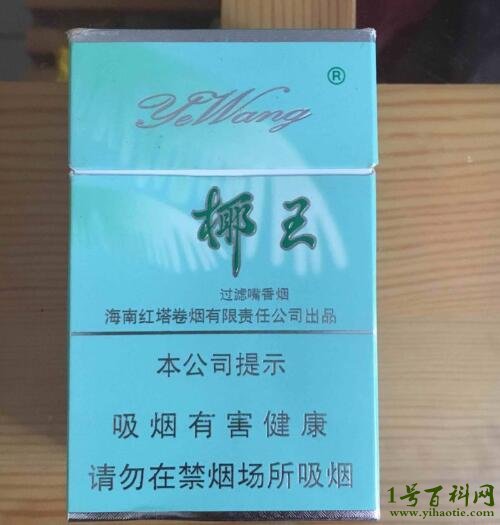 YeWang
®
椰王
过滤嘴香烟
海南红塔卷烟有限责任公司出品
本公司提示
吸烟有害健康
请勿在禁烟场所吸烟
1号百科网
www.yihaotie.com